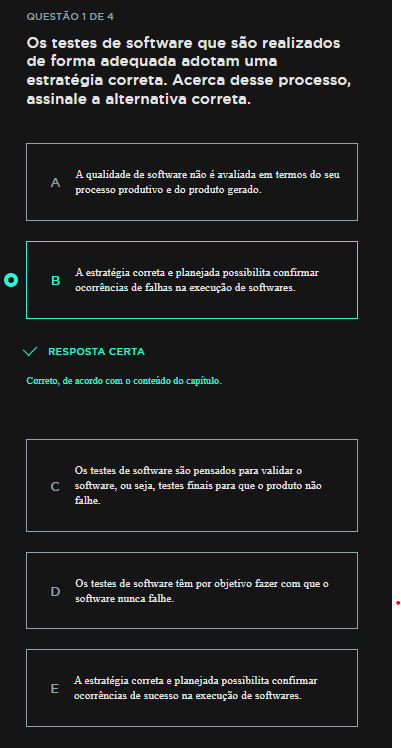 QUESTÃO 1 DE 4
Os testes de software que são realizados
de forma adequada adotam uma
estratégia correta. Acerca desse processo,
assinale a alternativa correta.
A
A qualidade de software não é avaliada em termos do seu
processo produtivo e do produto gerado.
B
A estratégia correta e planejada possibilita confirmar
ocorrências de falhas na execução de softwares.
RESPOSTA CERTA
Correto, de acordo com o conteúdo do capítulo.
C
Os testes de software são pensados para validar o
software, ou seja, testes finais para que o produto não
falhe.
D
Os testes de software têm por objetivo fazer com que o
software nunca falhe.
E
A estratégia correta e planejada possibilita confirmar
ocorrências de sucesso na execução de softwares.